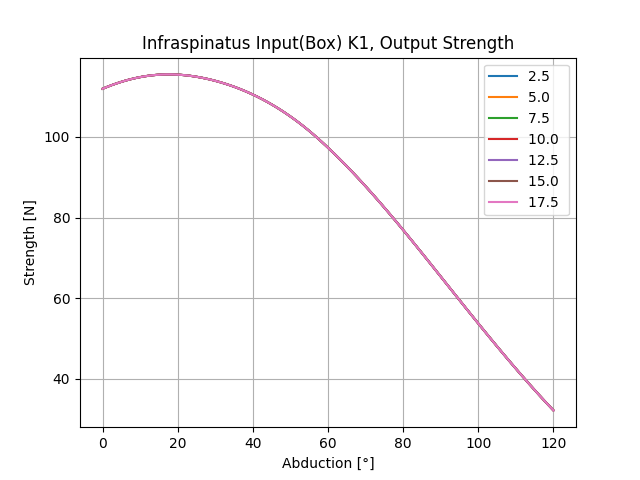 Infraspinatus Input(Box) K1, Output Strength
2.5
5.0
7.5
10.0
12.5
15.0
17.5
100
80
60
40
Strength [N]
0 20 40 60 80 100 120
Abduction [°]